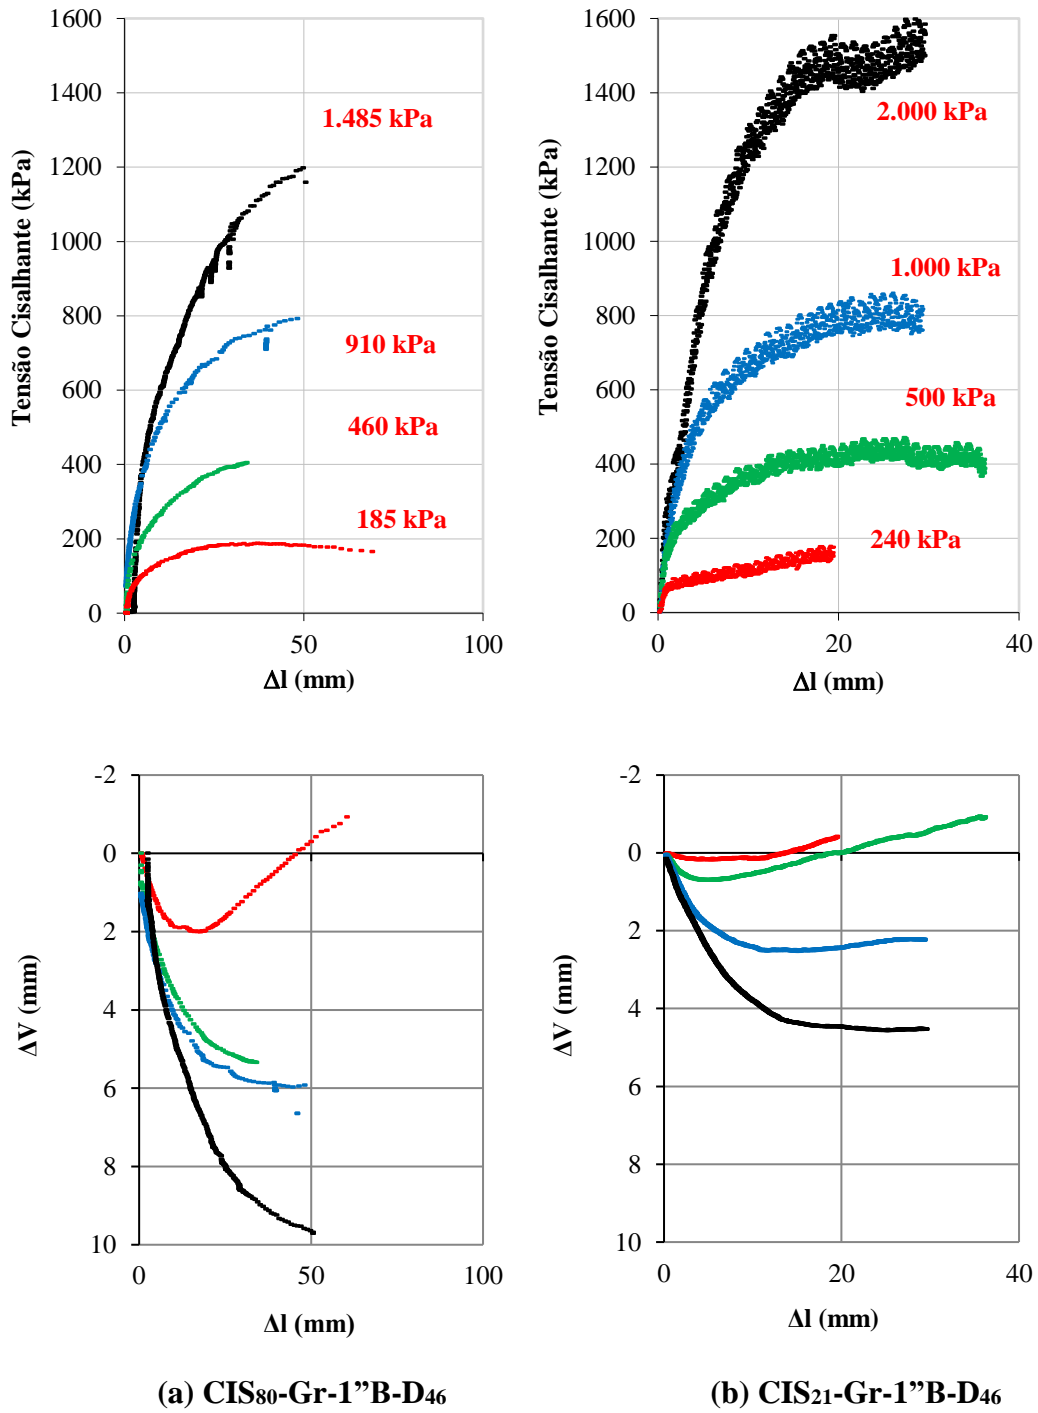 1600
1400
1200
1000
800
600
400
200
0
Tensão Cisalhante (kPa)
1.485 kPa
910 kPa
460 kPa
185 kPa
0 50 100
Δl (mm)
1600
1400
1200
1000
800
600
400
200
0
Tensão Cisalhante (kPa)
2.000 kPa
1.000 kPa
500 kPa
240 kPa
0 20 40
Δl (mm)
-2
0
2
4
6
8
10
ΔV (mm)
0 50 100
Δl (mm)
-2
0
2
4
6
8
10
ΔV (mm)
0 20 40
Δl (mm)
(a) CIS80-Gr-1”B-D46
(b) CIS21-Gr-1”B-D46